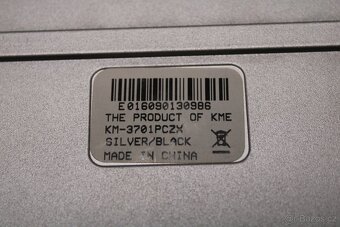 E016090130986
THE PRODUCT OF KME
KM-3701PCZX
SILVER/BLACK
MADE IN CHINA